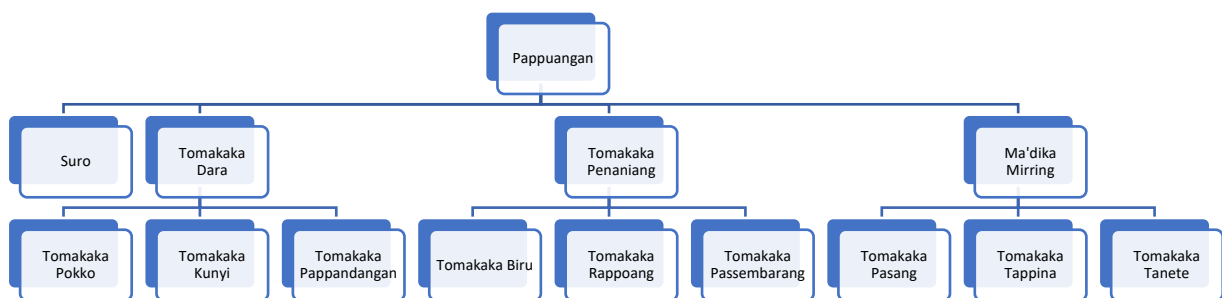 Pappuangan
Suro
Tomakaka
Dara
Tomakaka
Penaniang
Ma'dika
Mirring
Tomakaka
Pokko
Tomakaka
Kunyi
Tomakaka
Pappandangan
Tomakaka Biru
Tomakaka
Rappoang
Tomakaka
Passembarang
Tomakaka
Pasang
Tomakaka
Tappina
Tomakaka
Tanete